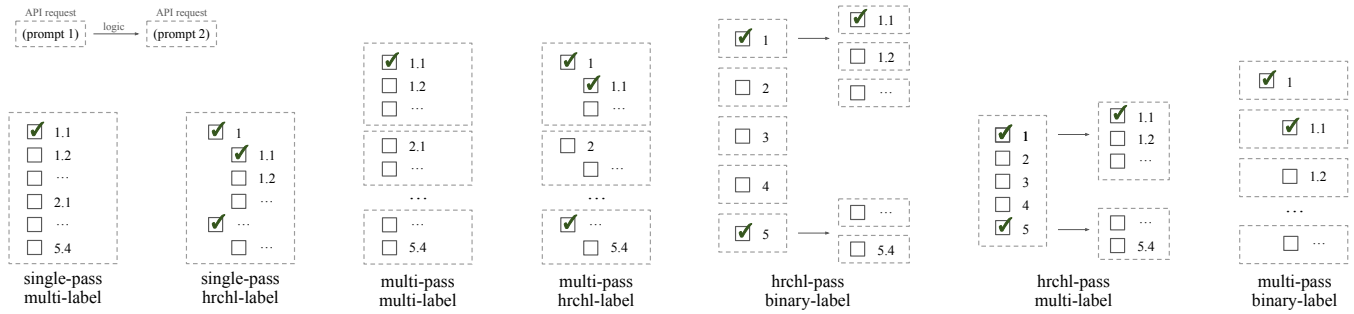 API request
(prompt 1)
logic
API request
(prompt 2)
1.1
1.2
...
2.1
...
5.4
single-pass
multi-label
1
1.1
1.2
...
...
...
single-pass
hrchl-label
1.1
1.2
...
2.1
...
...
...
5.4
multi-pass
multi-label
1
1.1
...
2
...
...
...
5.4
multi-pass
hrchl-label
1
2
3
4
5
1.1
1.2
...
...
5.4
hrchl-pass
binary-label
1
2
3
4
5
1.1
1.2
...
...
5.4
hrchl-pass
multi-label
1
1.1
1.2
...
...
multi-pass
binary-label